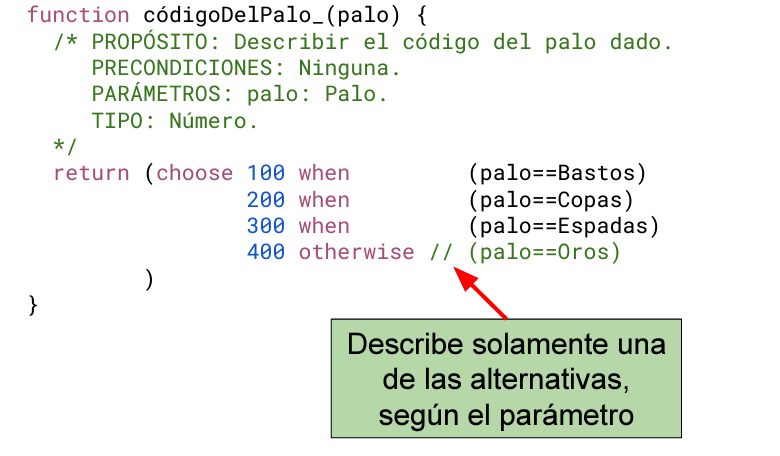 function códigoDelPalo_(palo) {
/* PROPÓSITO: Describir el código del palo dado.
PRECONDICIONES: Ninguna.
PARÁMETROS: palo: Palo.
TIPO: Número.
*/
return (choose 100 when (palo==Bastos)
200 when (palo==Copas)
300 when (palo==Espadas)
400 otherwise // (palo==Oros)
)
}
Describe solamente una
de las alternativas,
según el parámetro